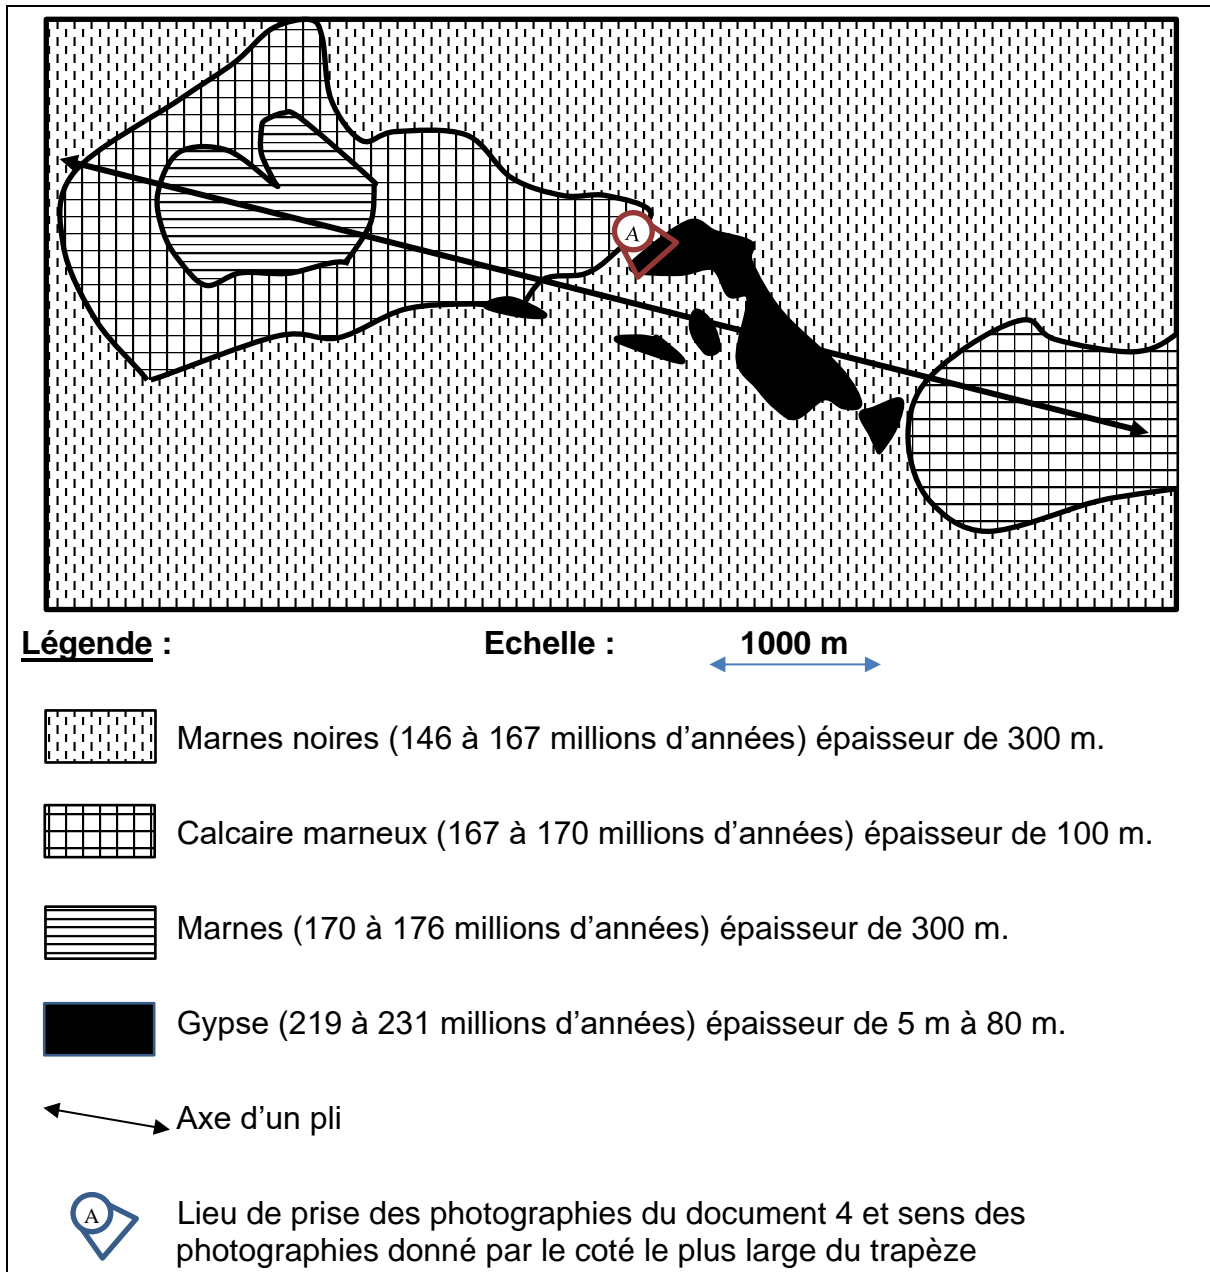 A
Légende : Echelle : 1000 m
Marnes noires (146 à 167 millions d’années) épaisseur de 300 m.
Calcaire marneux (167 à 170 millions d’années) épaisseur de 100 m.
Marnes (170 à 176 millions d’années) épaisseur de 300 m.
Gypse (219 à 231 millions d’années) épaisseur de 5 m à 80 m.
Axe d’un pli
A
Lieu de prise des photographies du document 4 et sens des
photographies donné par le coté le plus large du trapèze